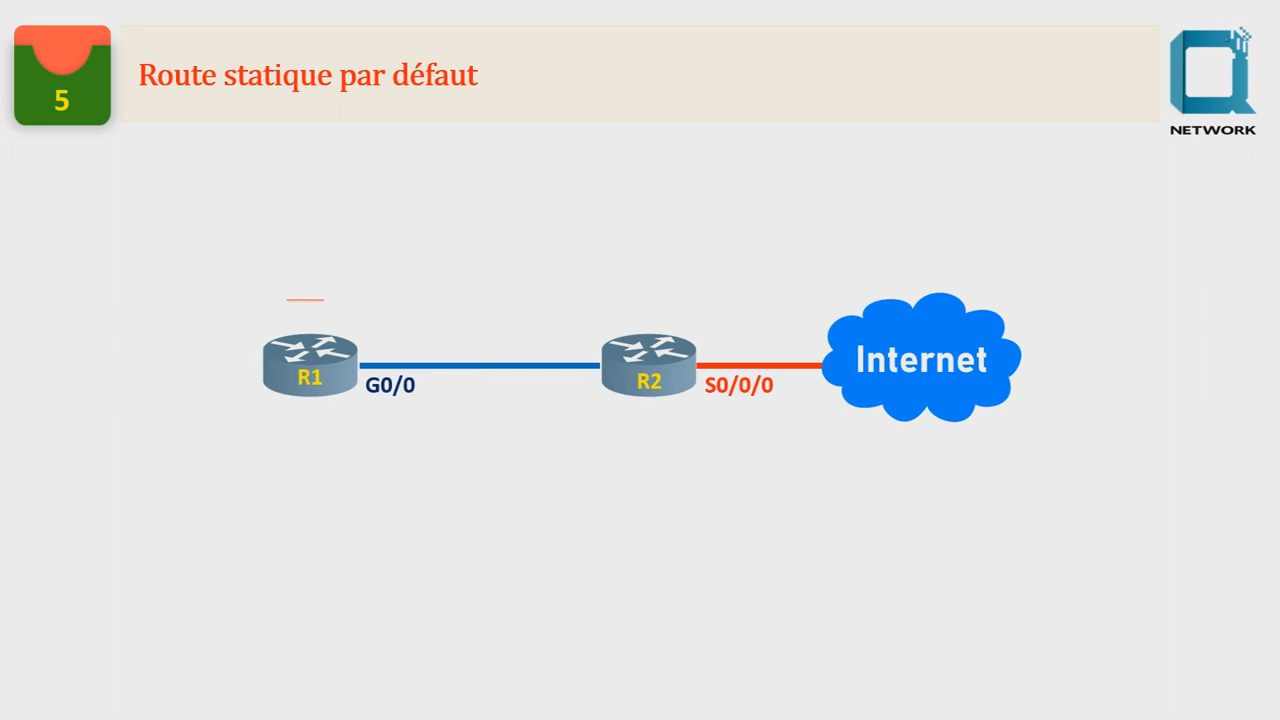 5
Route statique par défaut
NETWORK
R1
G0/0
R2
S0/0/0
Internet